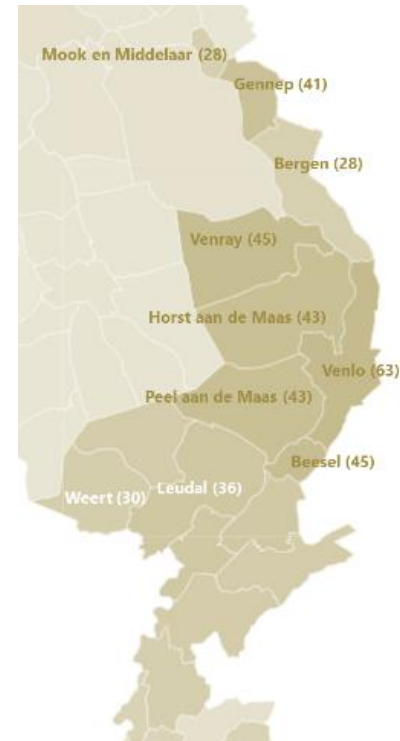 Mook en Middelaar (28)
Gennep (41)
Bergen (28)
Venray (45)
Horst aan de Maas (43)
Venlo (63)
Peel aan de Maas (43)
Beesel (45)
Leudal (36)
Weert (30)